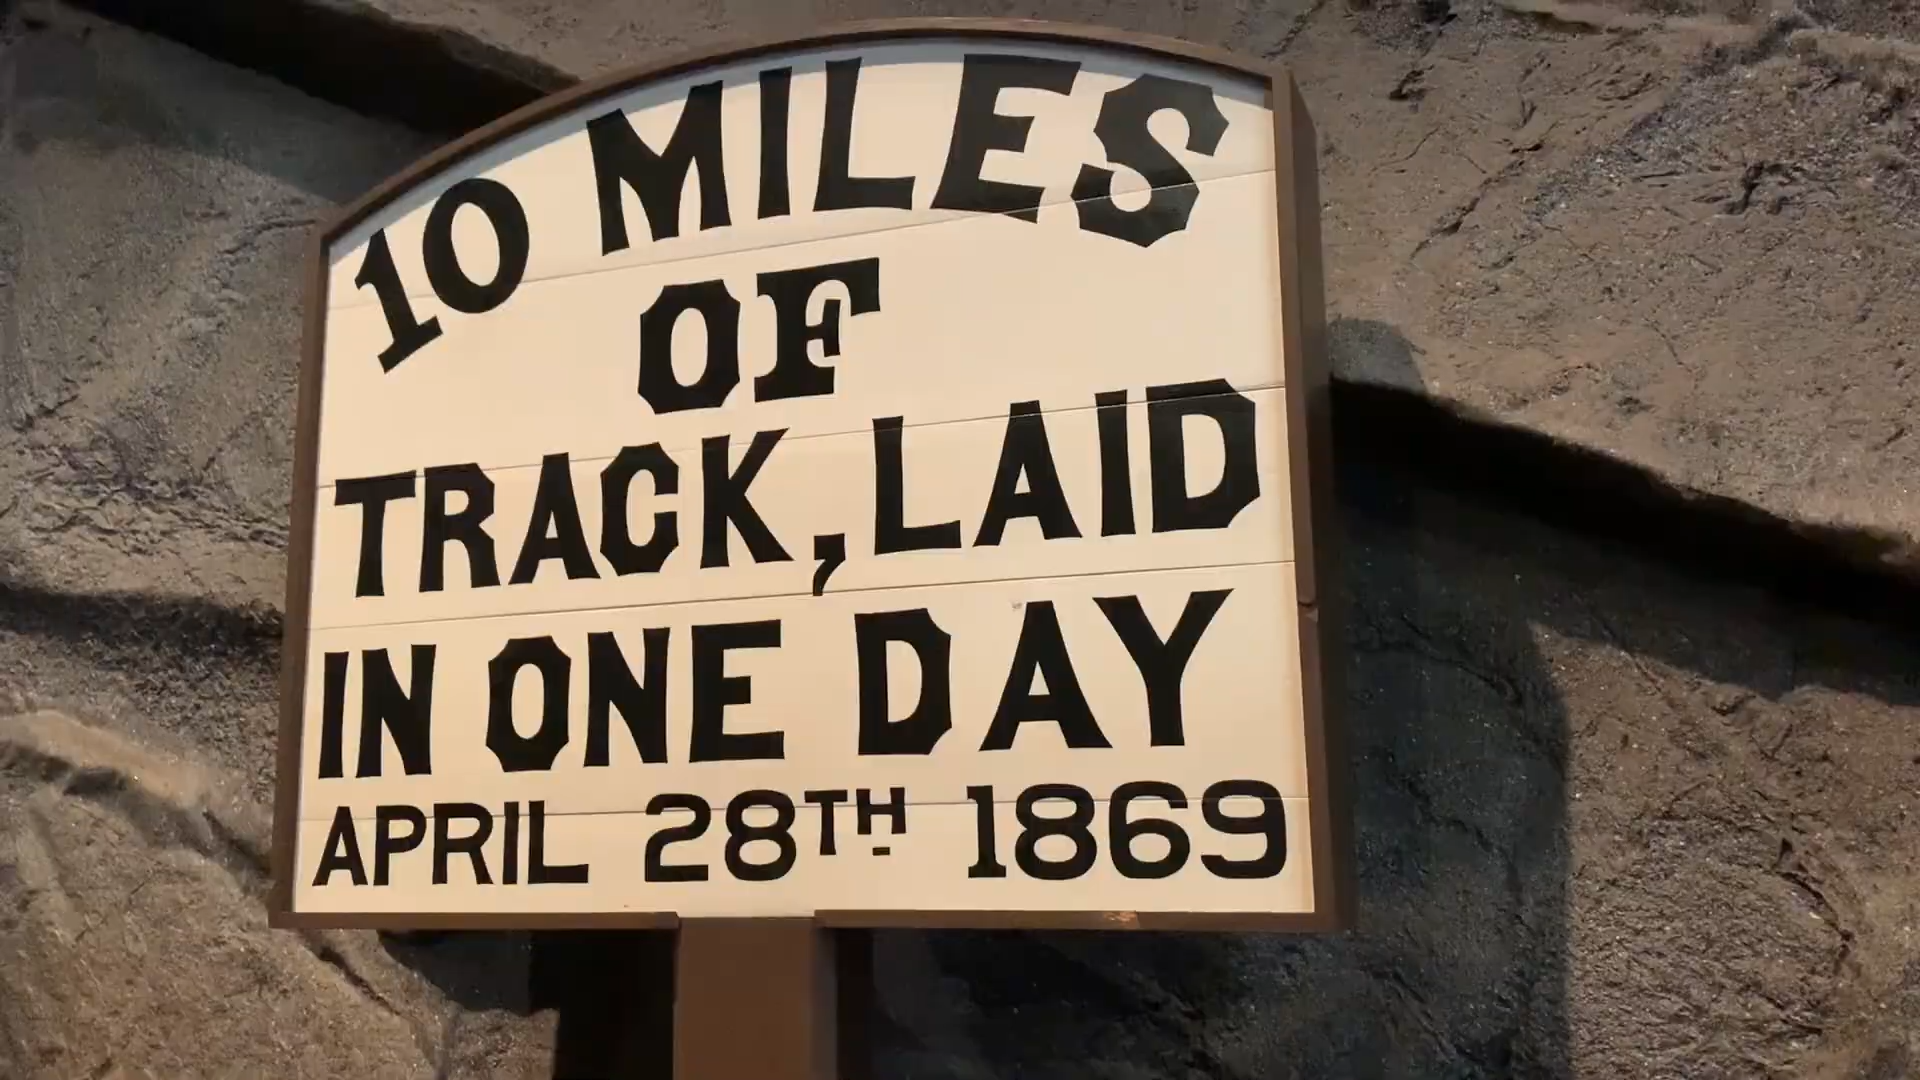 10 MILES
OF
TRACK, LAID
IN ONE DAY
APRIL 28TH 1869